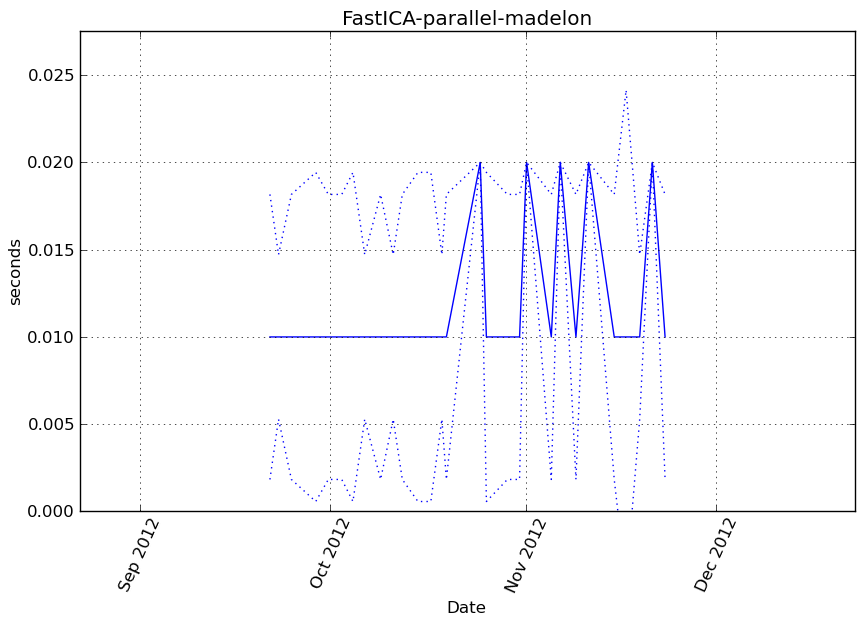 FastICA-parallel-madelon
0.025
0.020
0.015
0.010
0.005
0.000
seconds
Sep 2012
Oct 2012
Nov 2012
Dec 2012
Date